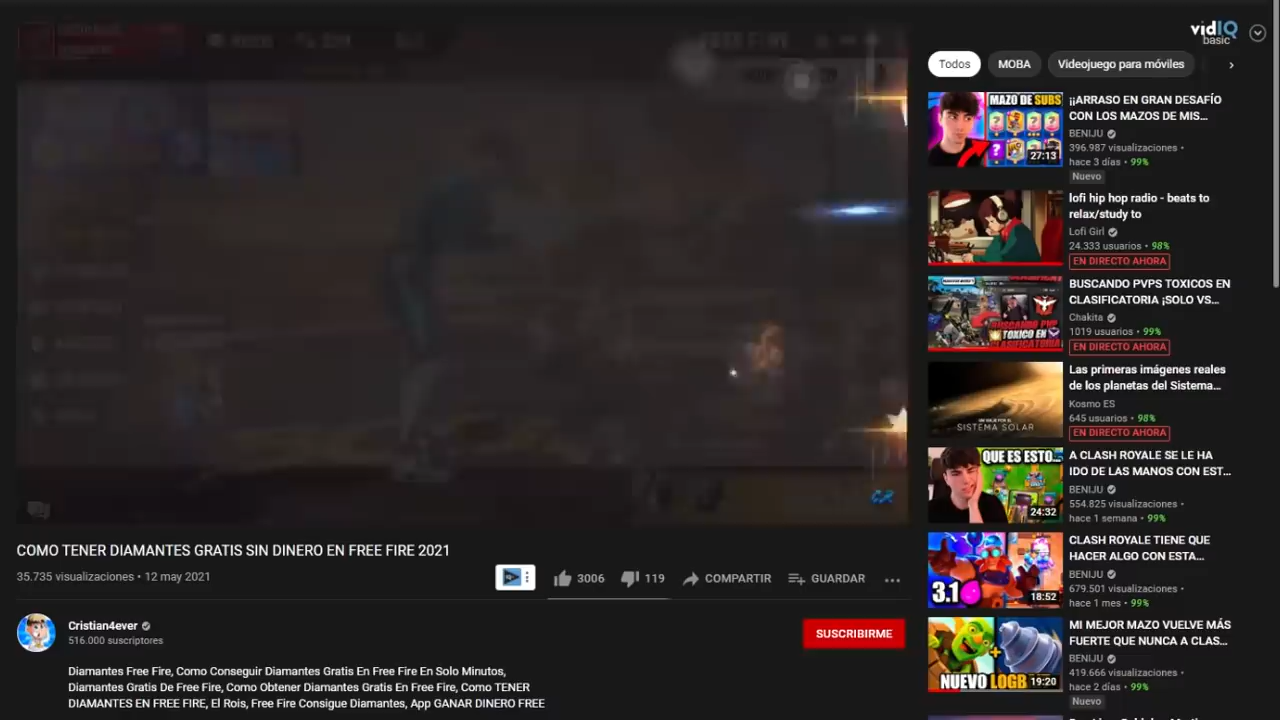 vidIQ
basic
Todos
MOBA
Videojuego para móviles
MAZO DE SUBS
27:13
¡¡ARRASO EN GRAN DESAFÍO
CON LOS MAZOS DE MIS...
BENIJU
396.987 visualizaciones •
hace 3 días • 99%
Nuevo
lofi hip hop radio - beats to
relax/study to
Lofi Girl
24.333 usuarios • 98%
EN DIRECTO AHORA
BUSCANDO PVP
TOXICO EN
CLASIFICATORIA
BUSCANDO PVPS TOXICOS EN
CLASIFICATORIA ¡SOLO VS...
Chakita
1019 usuarios • 99%
EN DIRECTO AHORA
SISTEMA SOLAR
Las primeras imágenes reales
de los planetas del Sistema...
Kosmo ES
645 usuarios • 98%
EN DIRECTO AHORA
QUE ES ESTO...
24:32
A CLASH ROYALE SE LE HA
IDO DE LAS MANOS CON EST...
BENIJU
554.825 visualizaciones •
hace 1 semana • 99%
3.1
18:52
CLASH ROYALE TIENE QUE
HACER ALGO CON ESTA...
BENIJU
679.501 visualizaciones •
hace 1 mes • 99%
NUEVO LOGB
19:20
MI MEJOR MAZO VUELVE MÁS
FUERTE QUE NUNCA A CLAS...
BENIJU
419.666 visualizaciones •
hace 2 días • 99%
Nuevo
COMO TENER DIAMANTES GRATIS SIN DINERO EN FREE FIRE 2021
35.735 visualizaciones • 12 may 2021
3006
119
COMPARTIR
GUARDAR
Cristian4ever
516.000 suscriptores
SUSCRIBIRME
Diamantes Free Fire, Como Conseguir Diamantes Gratis En Free Fire En Solo Minutos,
Diamantes Gratis De Free Fire, Como Obtener Diamantes Gratis En Free Fire, Como TENER
DIAMANTES EN FREE FIRE, El Rois, Free Fire Consigue Diamantes, App GANAR DINERO FREE